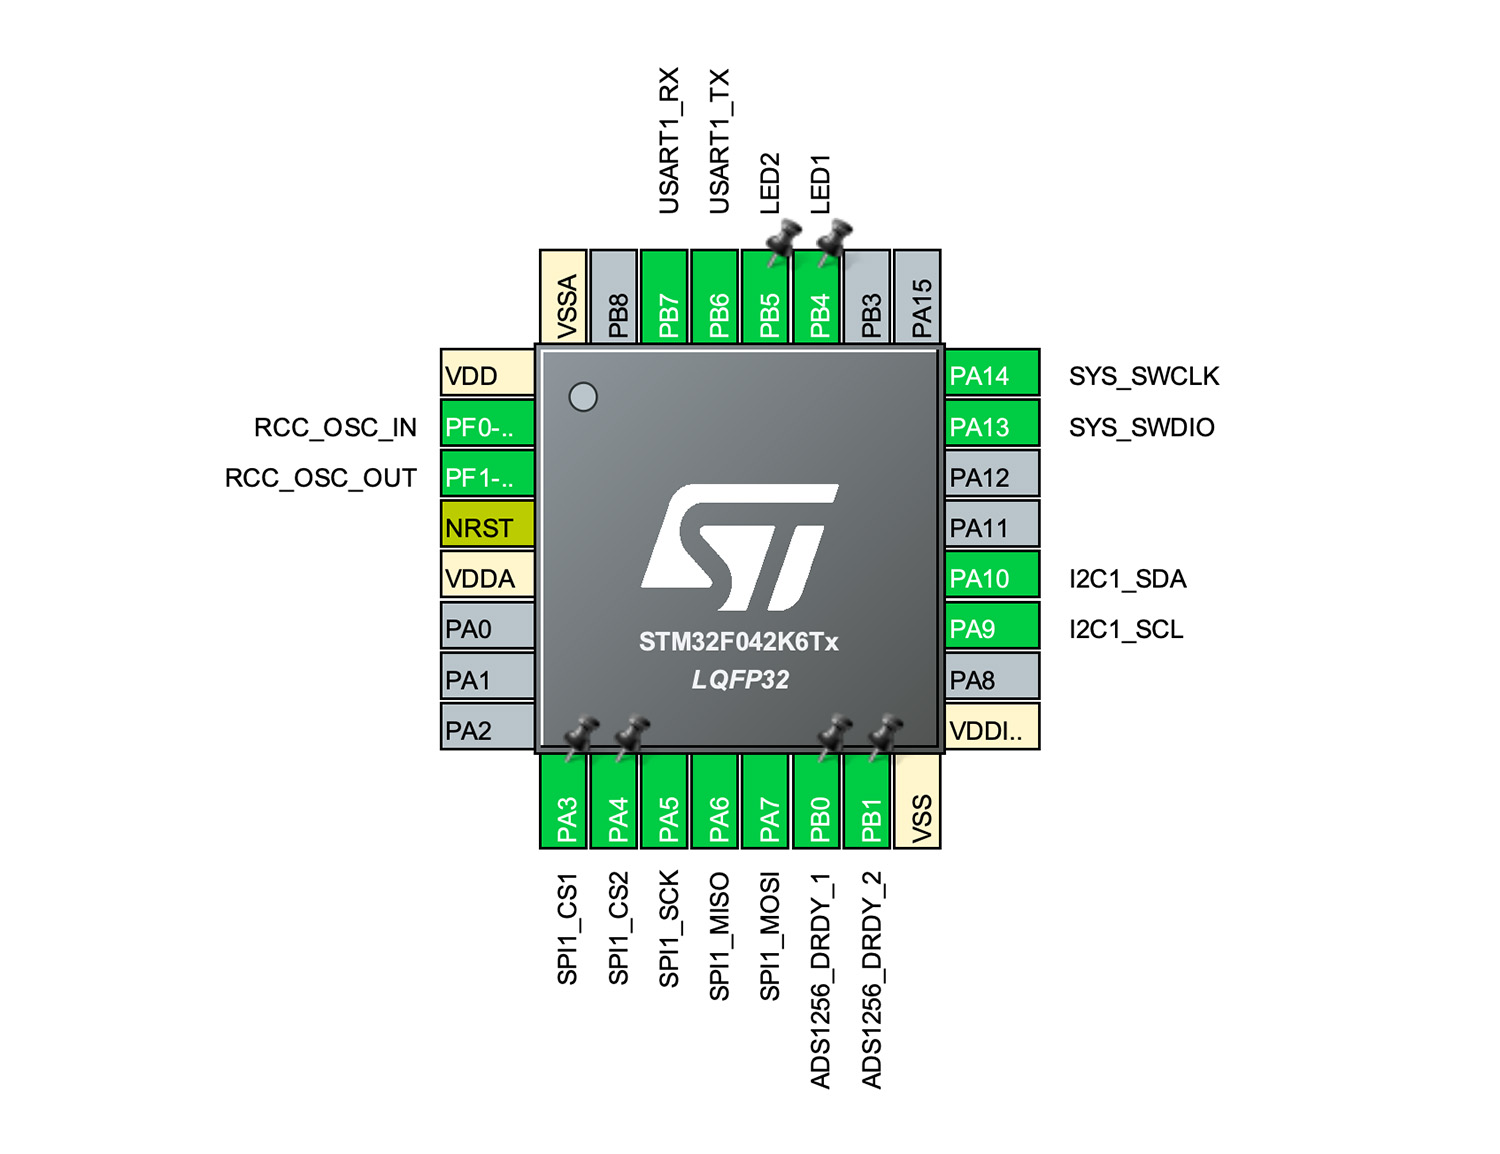 USART1_RX
USART1_TX
LED2
LED1
VSSA
PB8
PB7
PB6
PB5
PB4
PB3
PA15
VDD
RCC_OSC_IN PF0-..
RCC_OSC_OUT PF1-..
NRST
VDDA
PA0
PA1
PA2
PA14 SYS_SWCLK
PA13 SYS_SWDIO
PA12
PA11
PA10 I2C1_SDA
PA9 I2C1_SCL
PA8
VDDI..
ST
STM32F042K6Tx
LQFP32
PA3
PA4
PA5
PA6
PA7
PB0
PB1
VSS
SPI1_CS1
SPI1_CS2
SPI1_SCK
SPI1_MISO
SPI1_MOSI
ADS1256_DRDY_1
ADS1256_DRDY_2